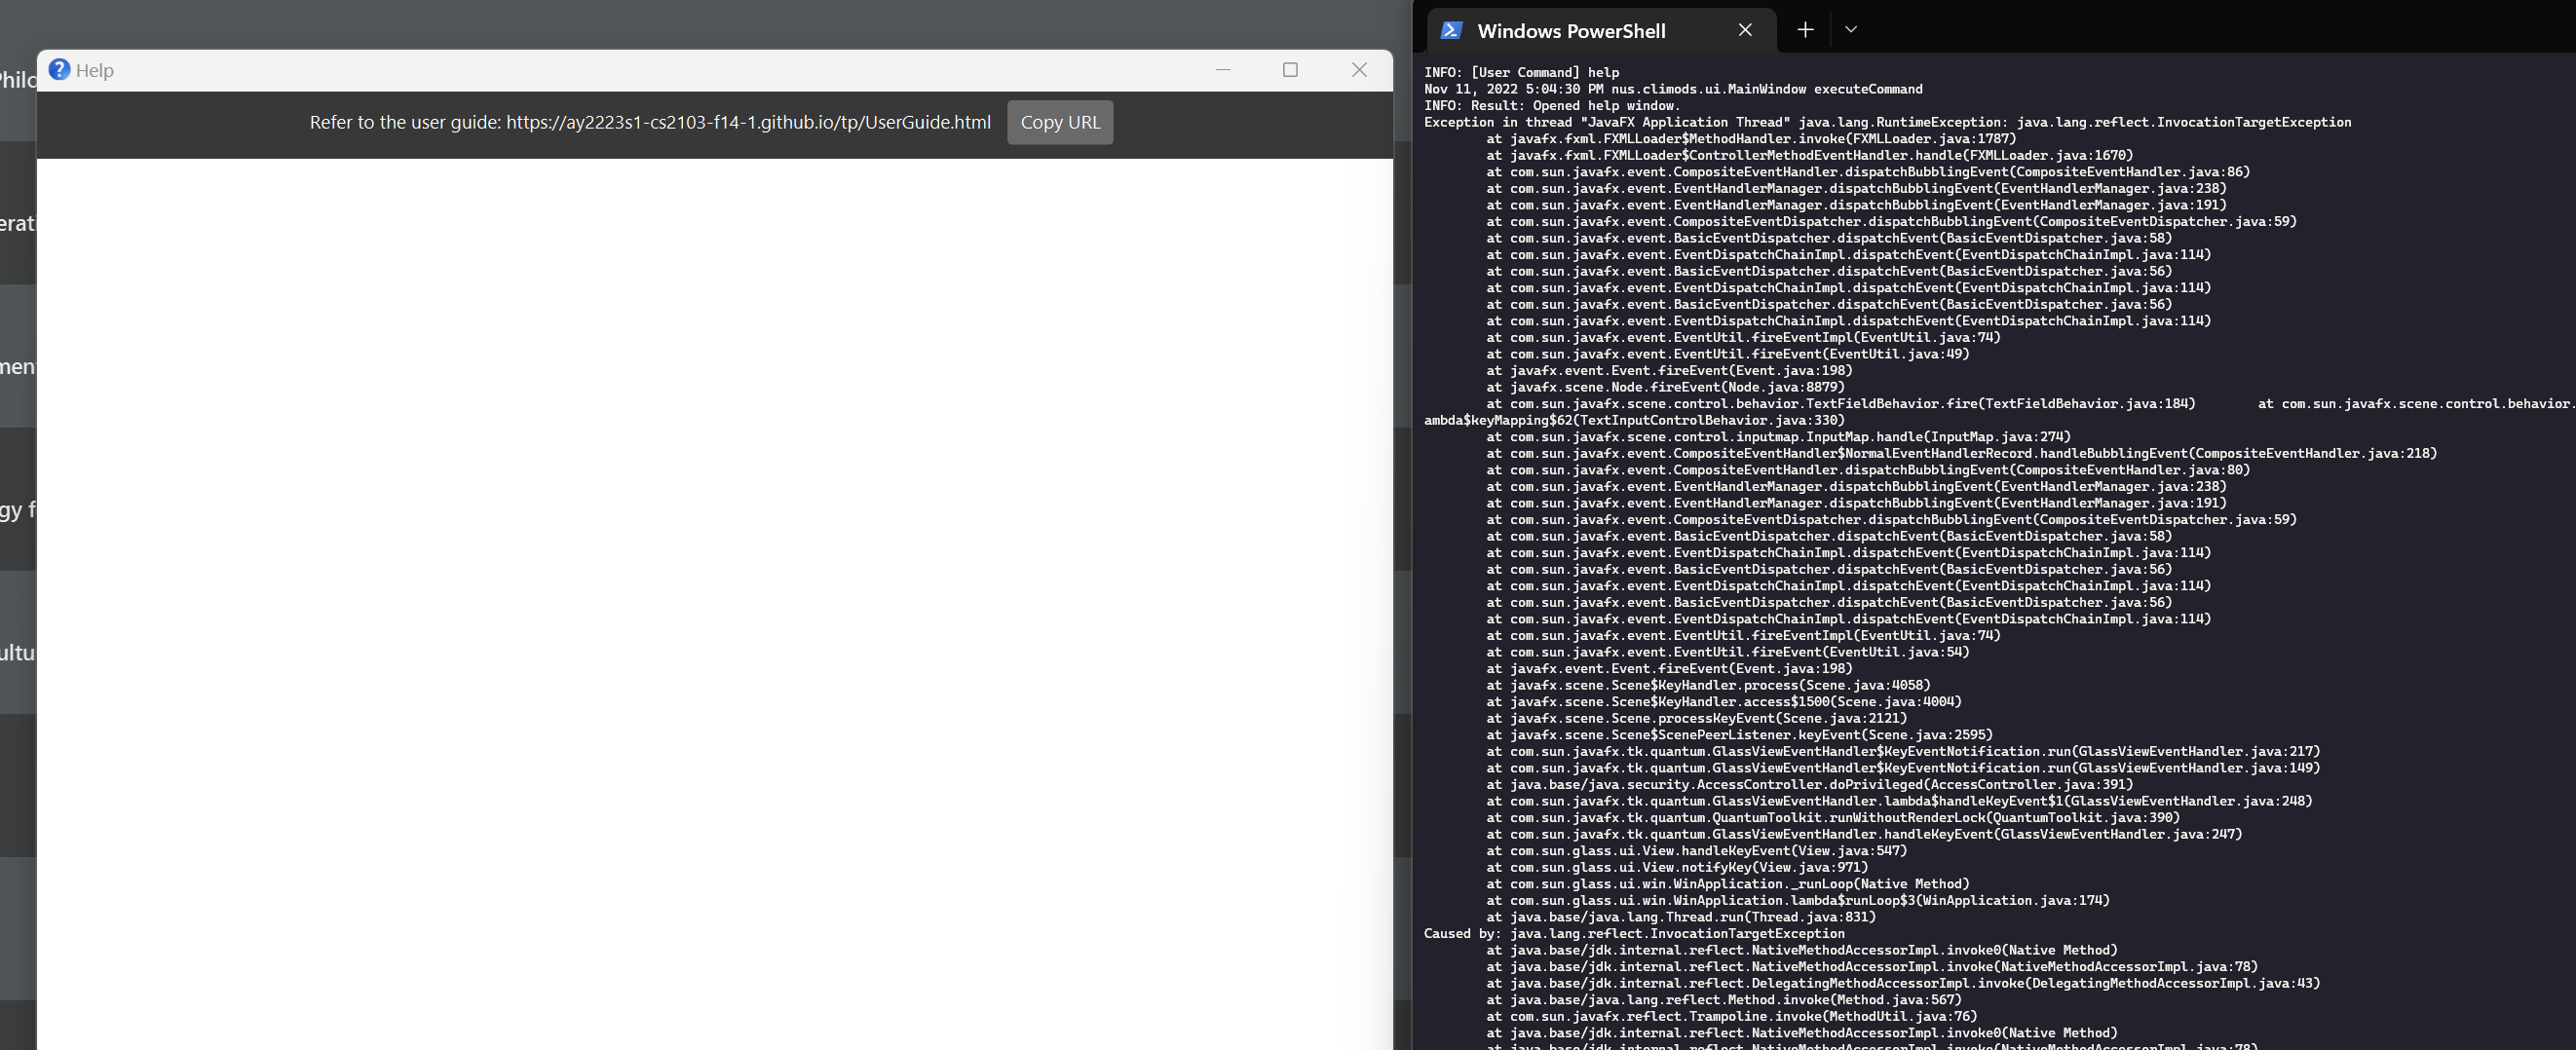 Philo
erati
ment
gy f
ultu
Help
Refer to the user guide: https://ay2223s1-cs2103-f14-1.github.io/tp/UserGuide.html Copy URL
Windows PowerShell
INFO: [User Command] help
Nov 11, 2022 5:04:30 PM nus.climods.ui.MainWindow executeCommand
INFO: Result: Opened help window.
Exception in thread "JavaFX Application Thread" java.lang.RuntimeException: java.lang.reflect.InvocationTargetException
at javafx.fxml.FXMLLoader$MethodHandler.invoke(FXMLLoader.java:1787)
at javafx.fxml.FXMLLoader$ControllerMethodEventHandler.handle(FXMLLoader.java:1670)
at com.sun.javafx.event.CompositeEventHandler.dispatchBubblingEvent(CompositeEventHandler.java:86)
at com.sun.javafx.event.EventHandlerManager.dispatchBubblingEvent(EventHandlerManager.java:238)
at com.sun.javafx.event.EventHandlerManager.dispatchBubblingEvent(EventHandlerManager.java:191)
at com.sun.javafx.event.CompositeEventDispatcher.dispatchBubblingEvent(CompositeEventDispatcher.java:59)
at com.sun.javafx.event.BasicEventDispatcher.dispatchEvent(BasicEventDispatcher.java:58)
at com.sun.javafx.event.EventDispatchChainImpl.dispatchEvent(EventDispatchChainImpl.java:114)
at com.sun.javafx.event.BasicEventDispatcher.dispatchEvent(BasicEventDispatcher.java:56)
at com.sun.javafx.event.EventDispatchChainImpl.dispatchEvent(EventDispatchChainImpl.java:114)
at com.sun.javafx.event.BasicEventDispatcher.dispatchEvent(BasicEventDispatcher.java:56)
at com.sun.javafx.event.EventDispatchChainImpl.dispatchEvent(EventDispatchChainImpl.java:114)
at com.sun.javafx.event.EventUtil.fireEventImpl(EventUtil.java:74)
at com.sun.javafx.event.EventUtil.fireEvent(EventUtil.java:49)
at javafx.event.Event.fireEvent(Event.java:198)
at javafx.scene.Node.fireEvent(Node.java:8879)
at com.sun.javafx.scene.control.behavior.TextFieldBehavior.fire(TextFieldBehavior.java:184) at com.sun.javafx.scene.control.behavior.
ambda$keyMapping$62(TextInputControlBehavior.java:330)
at com.sun.javafx.scene.control.inputmap.InputMap.handle(InputMap.java:274)
at com.sun.javafx.event.CompositeEventHandler$NormalEventHandlerRecord.handleBubblingEvent(CompositeEventHandler.java:218)
at com.sun.javafx.event.CompositeEventHandler.dispatchBubblingEvent(CompositeEventHandler.java:80)
at com.sun.javafx.event.EventHandlerManager.dispatchBubblingEvent(EventHandlerManager.java:238)
at com.sun.javafx.event.EventHandlerManager.dispatchBubblingEvent(EventHandlerManager.java:191)
at com.sun.javafx.event.CompositeEventDispatcher.dispatchBubblingEvent(CompositeEventDispatcher.java:59)
at com.sun.javafx.event.BasicEventDispatcher.dispatchEvent(BasicEventDispatcher.java:58)
at com.sun.javafx.event.EventDispatchChainImpl.dispatchEvent(EventDispatchChainImpl.java:114)
at com.sun.javafx.event.BasicEventDispatcher.dispatchEvent(BasicEventDispatcher.java:56)
at com.sun.javafx.event.EventDispatchChainImpl.dispatchEvent(EventDispatchChainImpl.java:114)
at com.sun.javafx.event.BasicEventDispatcher.dispatchEvent(BasicEventDispatcher.java:56)
at com.sun.javafx.event.EventDispatchChainImpl.dispatchEvent(EventDispatchChainImpl.java:114)
at com.sun.javafx.event.EventUtil.fireEventImpl(EventUtil.java:74)
at com.sun.javafx.event.EventUtil.fireEvent(EventUtil.java:54)
at javafx.event.Event.fireEvent(Event.java:198)
at javafx.scene.Scene$KeyHandler.process(Scene.java:4058)
at javafx.scene.Scene$KeyHandler.access$1500(Scene.java:4004)
at javafx.scene.Scene.processKeyEvent(Scene.java:2121)
at javafx.scene.Scene$ScenePeerListener.keyEvent(Scene.java:2595)
at com.sun.javafx.tk.quantum.GlassViewEventHandler$KeyEventNotification.run(GlassViewEventHandler.java:217)
at com.sun.javafx.tk.quantum.GlassViewEventHandler$KeyEventNotification.run(GlassViewEventHandler.java:149)
at java.base/java.security.AccessController.doPrivileged(AccessController.java:391)
at com.sun.javafx.tk.quantum.GlassViewEventHandler.lambda$handleKeyEvent$1(GlassViewEventHandler.java:248)
at com.sun.javafx.tk.quantum.QuantumToolkit.runWithoutRenderLock(QuantumToolkit.java:390)
at com.sun.javafx.tk.quantum.GlassViewEventHandler.handleKeyEvent(GlassViewEventHandler.java:247)
at com.sun.glass.ui.View.handleKeyEvent(View.java:547)
at com.sun.glass.ui.View.notifyKey(View.java:971)
at com.sun.glass.ui.win.WinApplication._runLoop(Native Method)
at com.sun.glass.ui.win.WinApplication.lambda$runLoop$3(WinApplication.java:174)
at java.base/java.lang.Thread.run(Thread.java:831)
Caused by: java.lang.reflect.InvocationTargetException
at java.base/jdk.internal.reflect.NativeMethodAccessorImpl.invoke0(Native Method)
at java.base/jdk.internal.reflect.NativeMethodAccessorImpl.invoke(NativeMethodAccessorImpl.java:78)
at java.base/jdk.internal.reflect.DelegatingMethodAccessorImpl.invoke(DelegatingMethodAccessorImpl.java:43)
at java.base/java.lang.reflect.Method.invoke(Method.java:567)
at com.sun.javafx.reflect.Trampoline.invoke(MethodUtil.java:76)
at java.base/jdk.internal.reflect.NativeMethodAccessorImpl.invoke0(Native Method)
at java.base/jdk.internal.reflect.NativeMethodAccessorImpl.invoke(NativeMethodAccessorImpl.java:78)